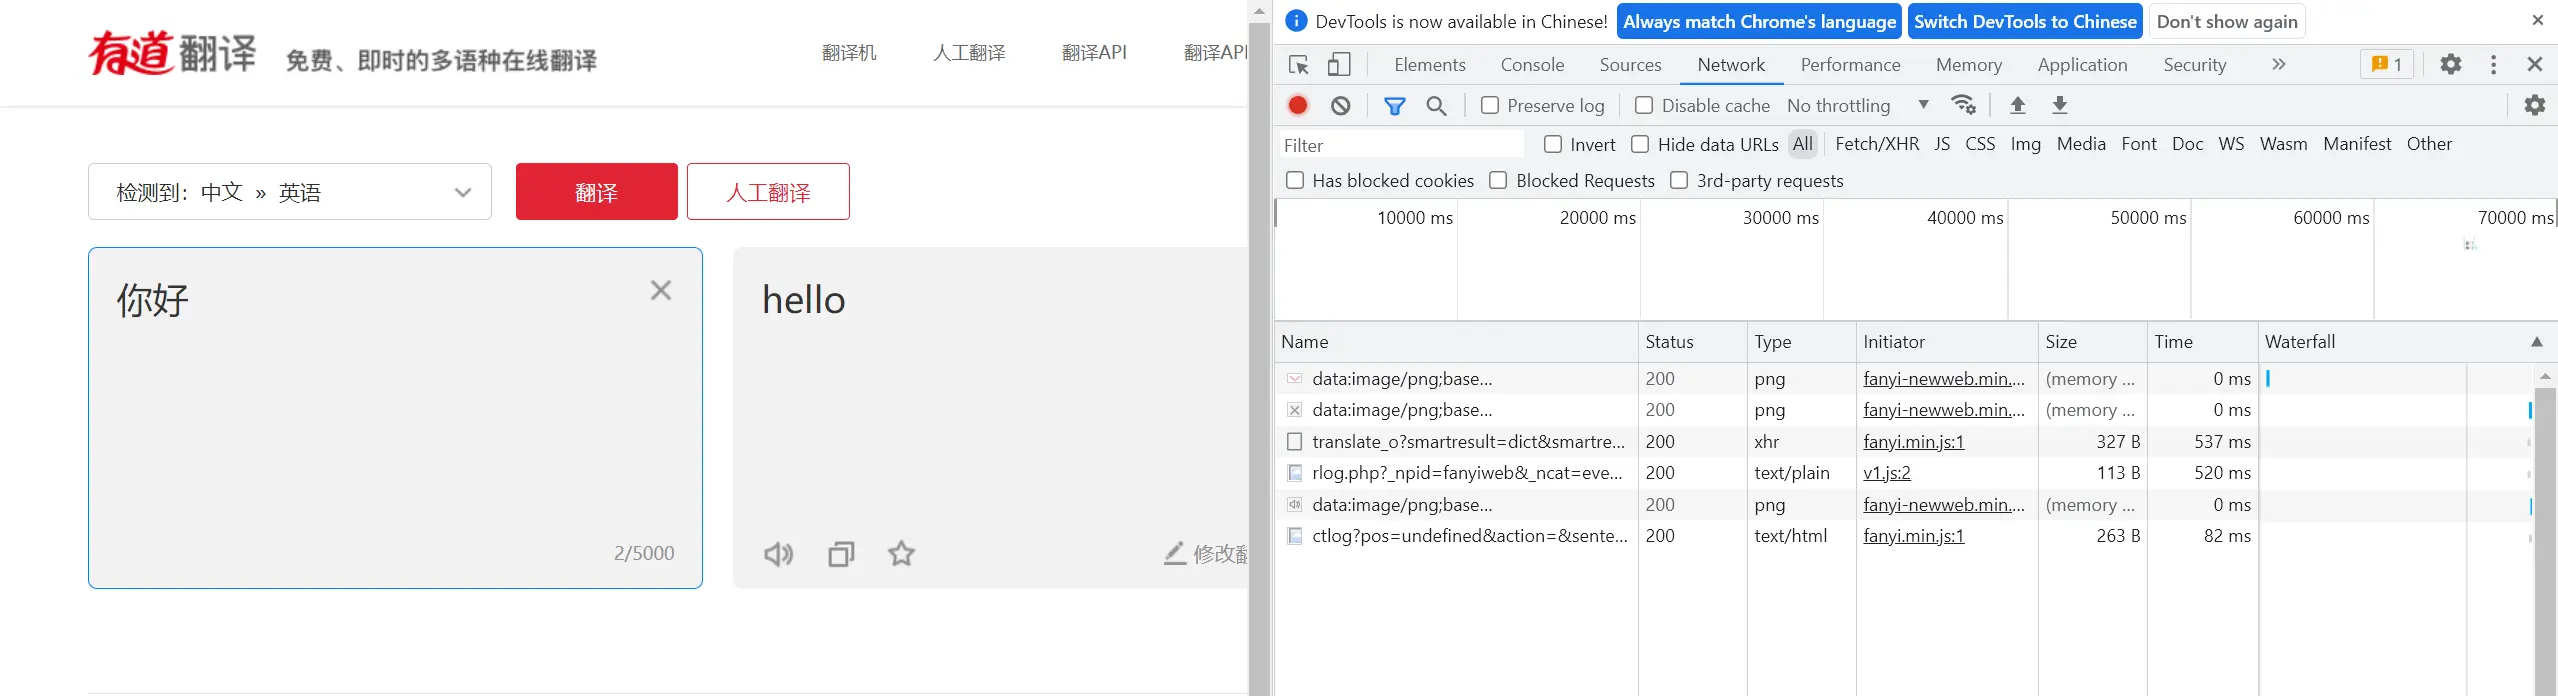 有道翻译 免费、即时的多语种在线翻译 翻译机 人工翻译 翻译API 翻译API
检测到：中文 » 英语 翻译 人工翻译
你好
hello
2/5000
修改翻
DevTools is now available in Chinese! Always match Chrome's language Switch DevTools to Chinese Don't show again
Elements Console Sources Network Performance Memory Application Security » 1
Preserve log Disable cache No throttling
Filter Invert Hide data URLs All Fetch/XHR JS CSS Img Media Font Doc WS Wasm Manifest Other
Has blocked cookies Blocked Requests 3rd-party requests
10000 ms 20000 ms 30000 ms 40000 ms 50000 ms 60000 ms 70000 ms
Name Status Type Initiator Size Time Waterfall
data:image/png;base... 200 png fanyi-newweb.min.... (memory ... 0 ms
data:image/png;base... 200 png fanyi-newweb.min.... (memory ... 0 ms
translate_o?smartresult=dict&smartre... 200 xhr fanyi.min.js:1 327 B 537 ms
rlog.php?_npid=fanyiweb&_ncat=eve... 200 text/plain v1.js:2 113 B 520 ms
data:image/png;base... 200 png fanyi-newweb.min.... (memory ... 0 ms
ctlog?pos=undefined&action=&sente... 200 text/html fanyi.min.js:1 263 B 82 ms